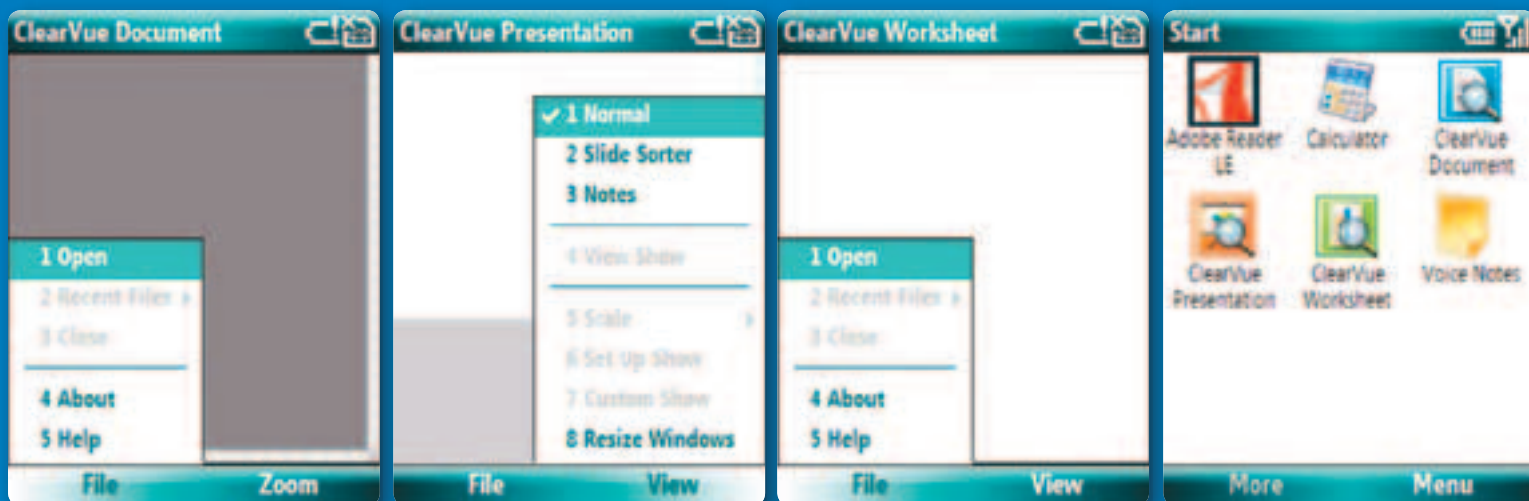 ClearVue Document
1 Open
2 Recent Files
3 Close
4 About
5 Help
File Zoom
ClearVue Presentation
1 Normal
2 Slide Sorter
3 Notes
4 View Show
5 Scale
6 Set Up Show
7 Custom Show
8 Resize Windows
File View
ClearVue Worksheet
1 Open
2 Recent Files
3 Close
4 About
5 Help
File View
Start
Adobe Reader LE
Calculator
ClearVue Document
ClearVue Presentation
ClearVue Worksheet
Voice Notes
More Menu